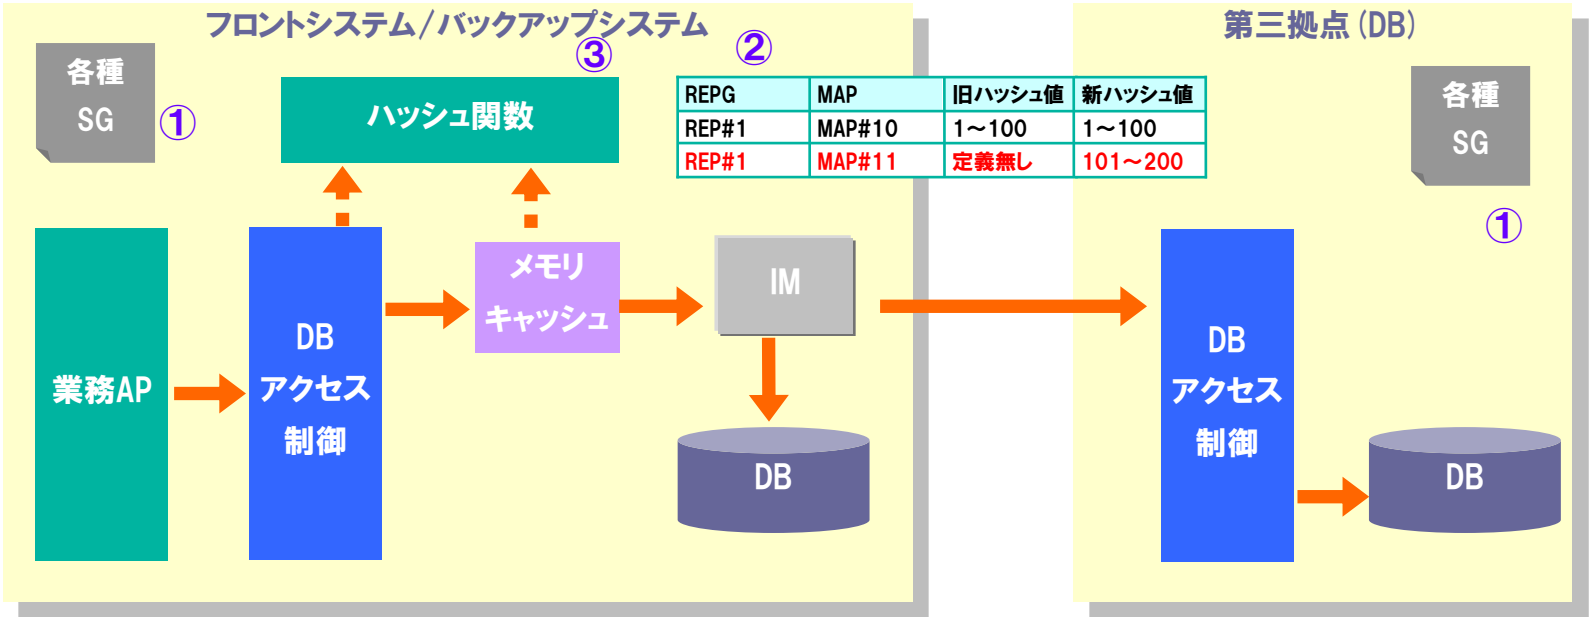 フロントシステム/バックアップシステム
各種
SG
①
③
ハッシュ関数
②
REPG MAP 旧ハッシュ値 新ハッシュ値
REP#1 MAP#10 1～100 1～100
REP#1 MAP#11 定義無し 101～200
業務AP
DB
アクセス
制御
メモリ
キャッシュ
IM
DB
第三拠点(DB)
各種
SG
①
DB
アクセス
制御
DB